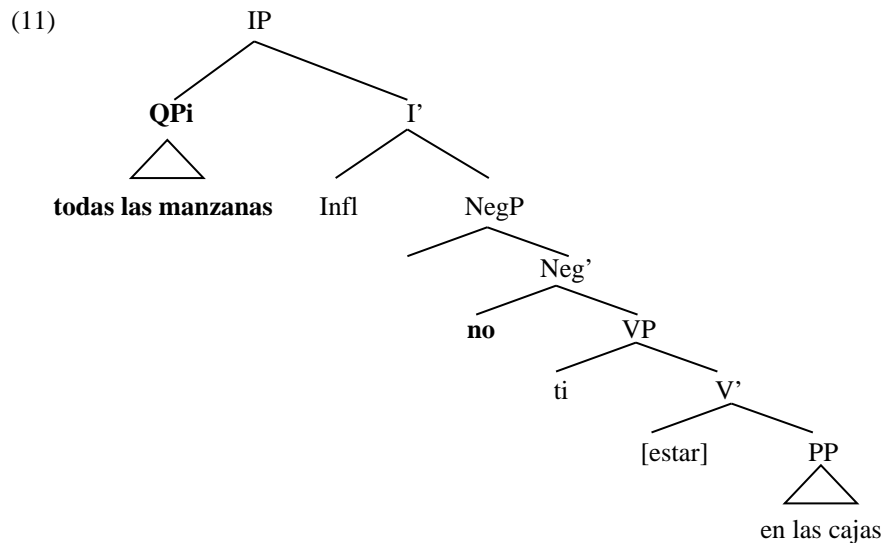 (11) IP
QPi I’
todas las manzanas Infl NegP
Neg’
no VP
ti V’
[estar] PP
en las cajas